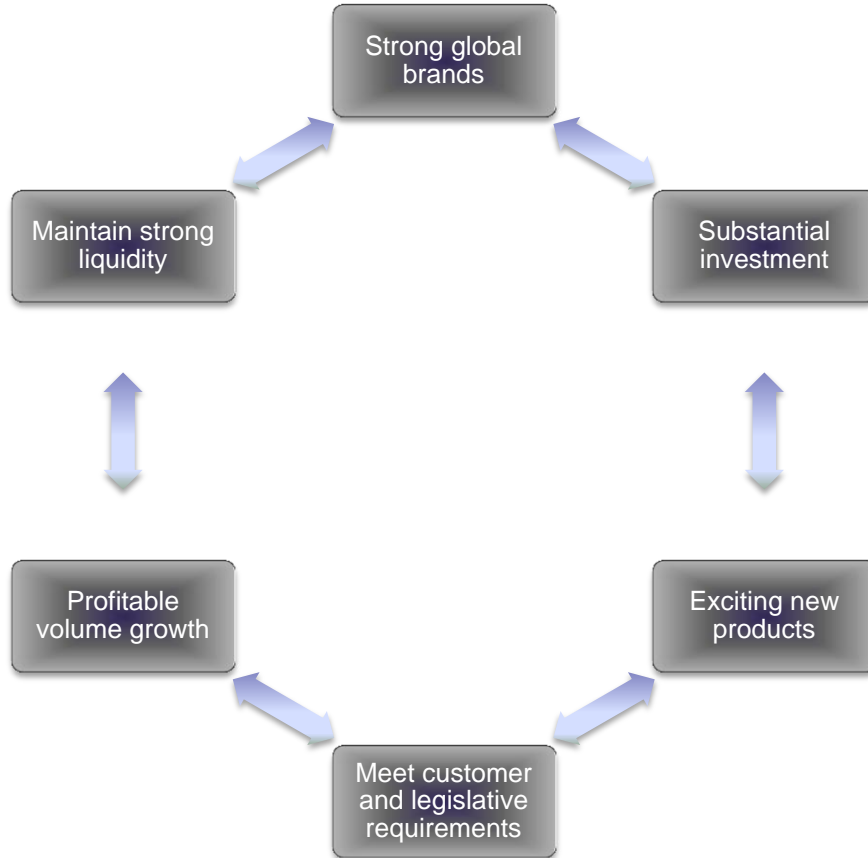 Strong global
brands
Maintain strong
liquidity
Substantial
investment
Profitable
volume growth
Exciting new
products
Meet customer
and legislative
requirements